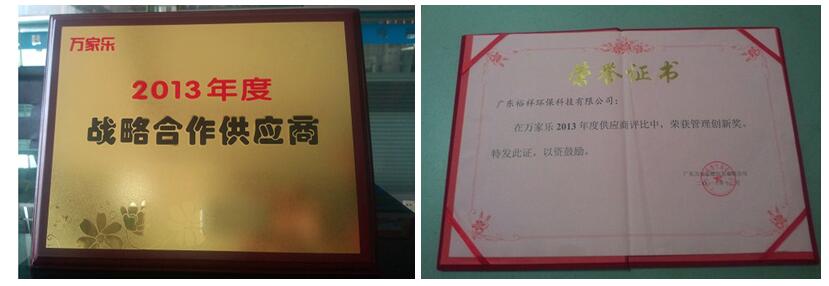 万家乐
2013年度
战略合作供应商
荣誉证书
广东裕祥环保科技有限公司：
在万家乐2013年度供应商评比中，荣获管理创新奖。
特发此证，以资鼓励。